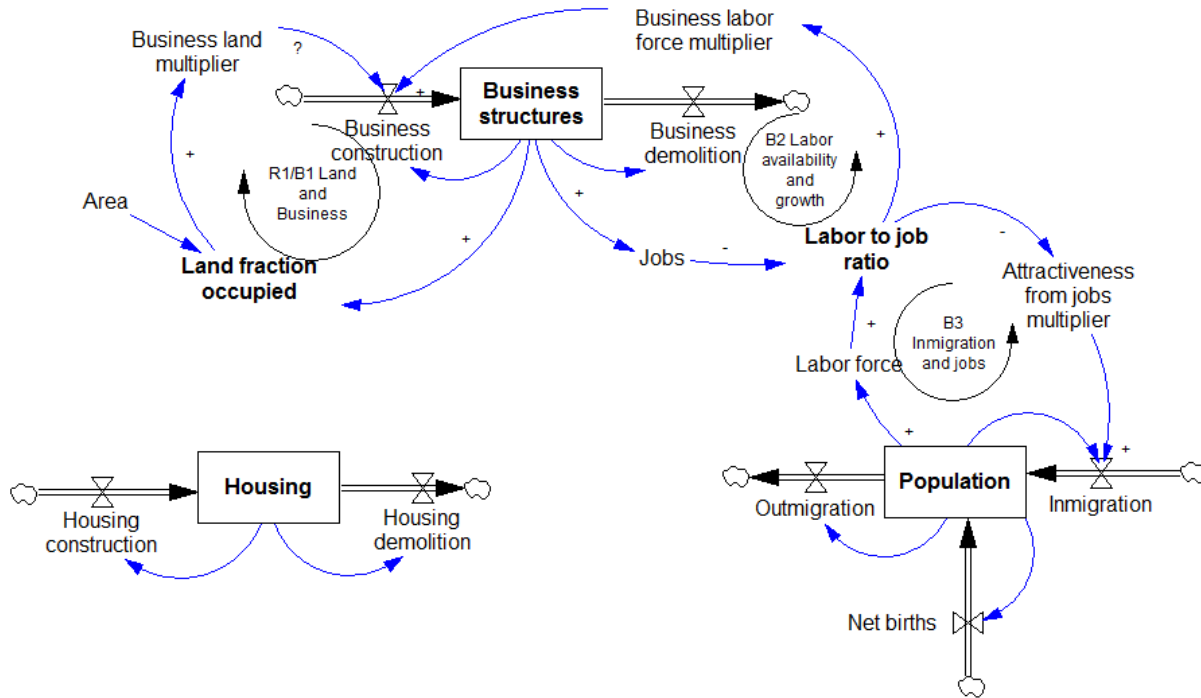 Business land
multiplier
?
Business labor
force multiplier
+
Business
structures
Business
construction
Business
demolition
B2 Labor
availability
and
growth
+
+
R1/B1 Land
and
Business
+
Area
+
Land fraction
occupied
Jobs
-
Labor to job
ratio
-
Attractiveness
from jobs
multiplier
+
B3
Inmigration
and jobs
Labor force
+
+
Housing
Housing
construction
Housing
demolition
Population
Outmigration
Inmigration
Net births